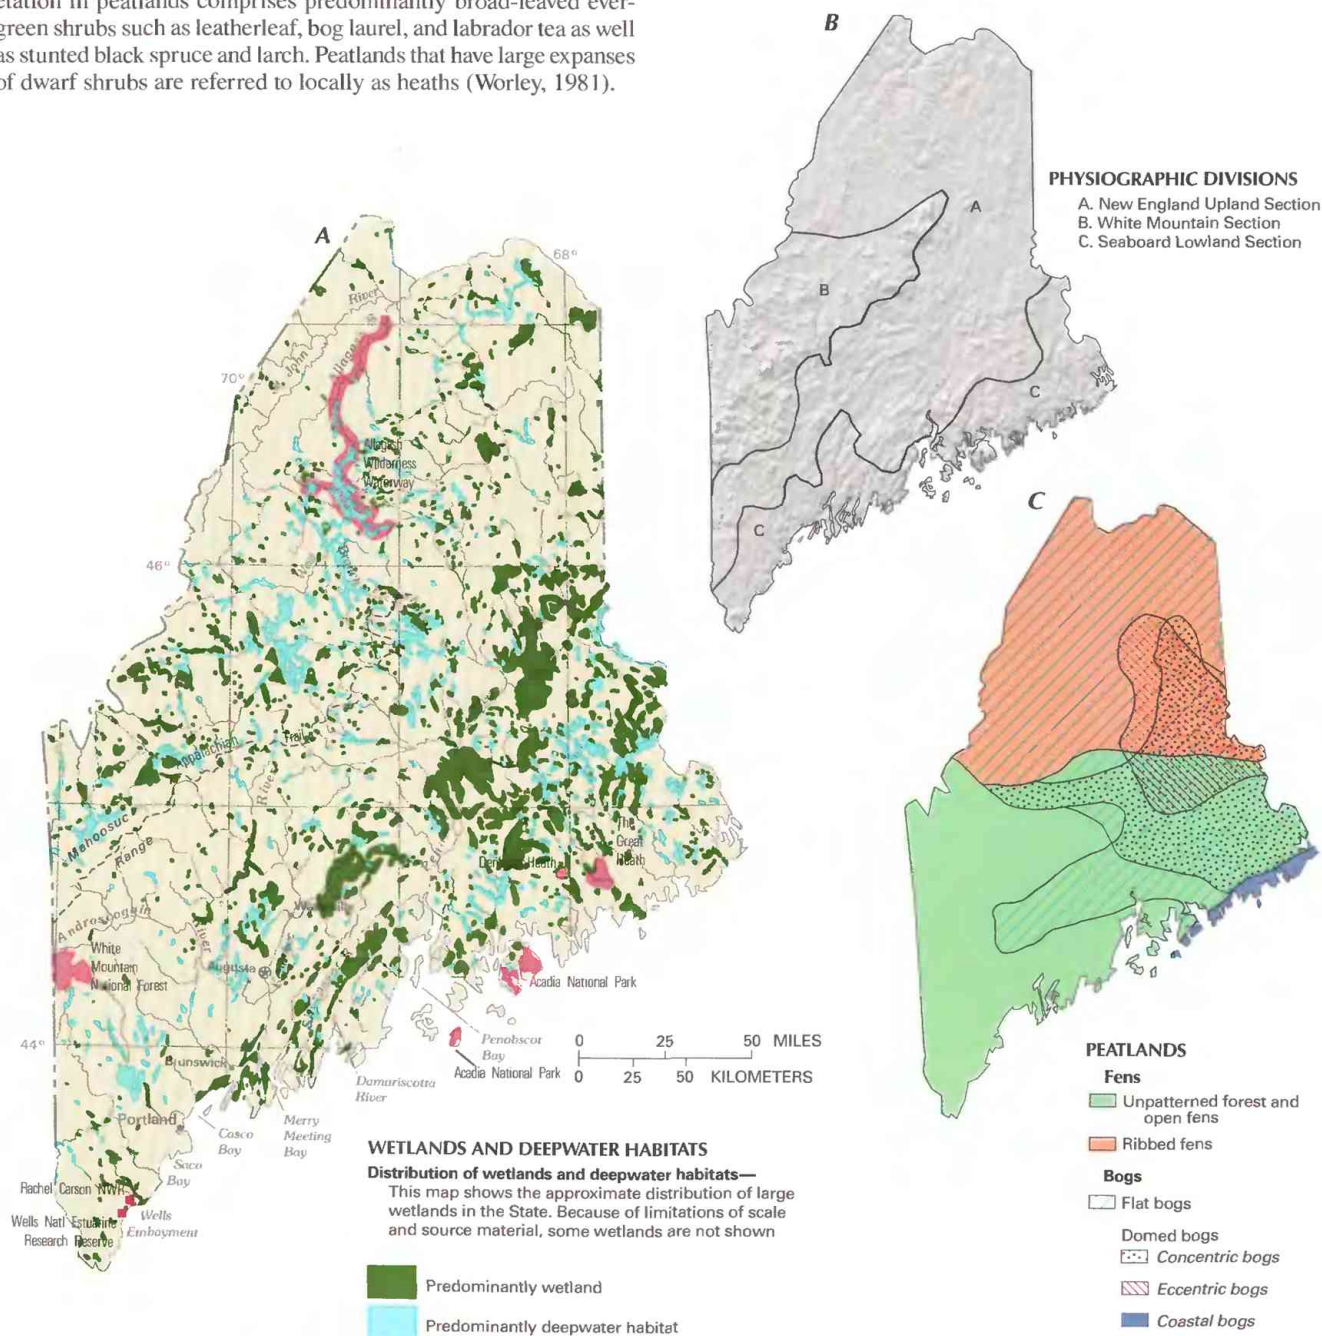 etation in peatlands comprises predominantly broad-leaved ever-
green shrubs such as leatherleaf, bog laurel, and labrador tea as well
as stunted black spruce and larch. Peatlands that have large expanses
of dwarf shrubs are referred to locally as heaths (Worley, 1981).
B
PHYSIOGRAPHIC DIVISIONS
A. New England Upland Section
B. White Mountain Section
C. Seaboard Lowland Section
A
B
C
C
A
68°
70°
46°
44°
River
John
Allagash
Wilderness
Waterway
Appalachian
Trail
River
Mahoosuc
Range
The
Great
Heath
Heath
Androscoggin
River
White
Mountain
National Forest
Augusta
Acadia National Park
Penobscot
Bay
Acadia National Park
0 25 50 MILES
0 25 50 KILOMETERS
Brunswick
Damariscotta
River
Portland
Merry
Meeting
Bay
Casco
Bay
Saco
Bay
Rachel Carson NWR
Wells
Embayment
Wells Natl Estuarine
Research Reserve
WETLANDS AND DEEPWATER HABITATS
Distribution of wetlands and deepwater habitats—
This map shows the approximate distribution of large
wetlands in the State. Because of limitations of scale
and source material, some wetlands are not shown
Predominantly wetland
Predominantly deepwater habitat
C
PEATLANDS
Fens
Unpatterned forest and
open fens
Ribbed fens
Bogs
Flat bogs
Domed bogs
Concentric bogs
Eccentric bogs
Coastal bogs